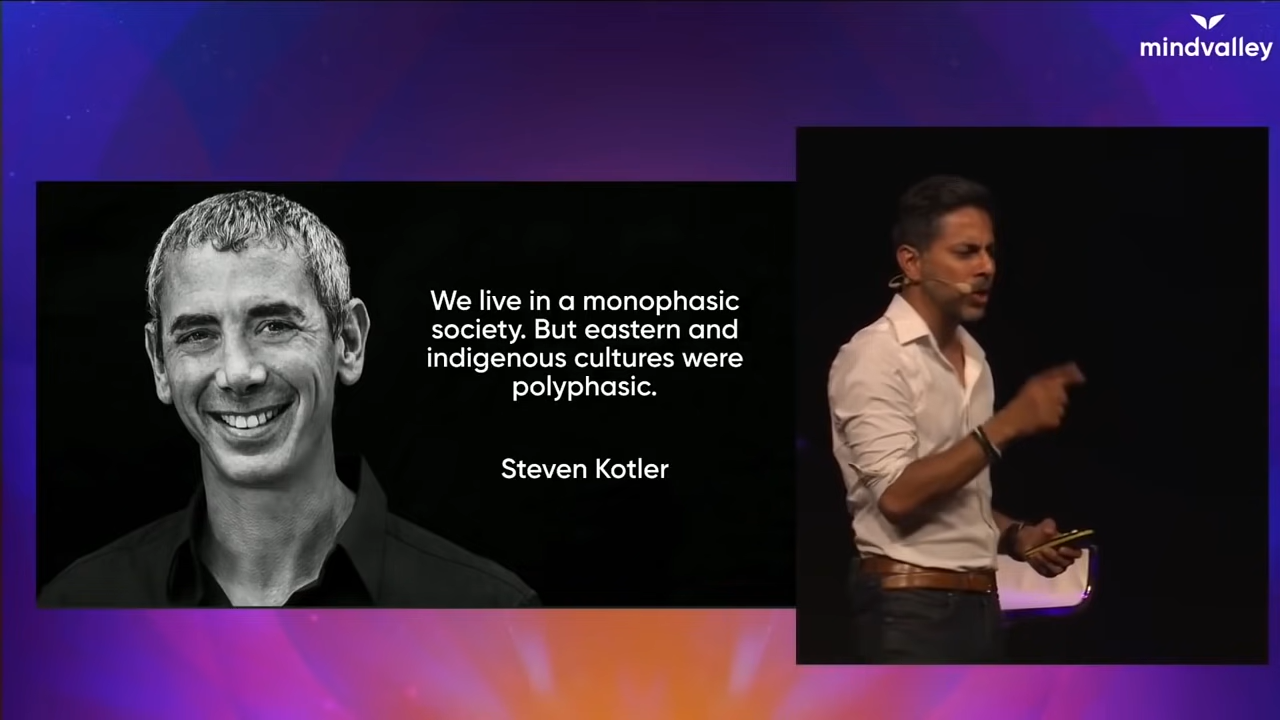 mindvalley
We live in a monophasic
society. But eastern and
indigenous cultures were
polyphasic.
Steven Kotler